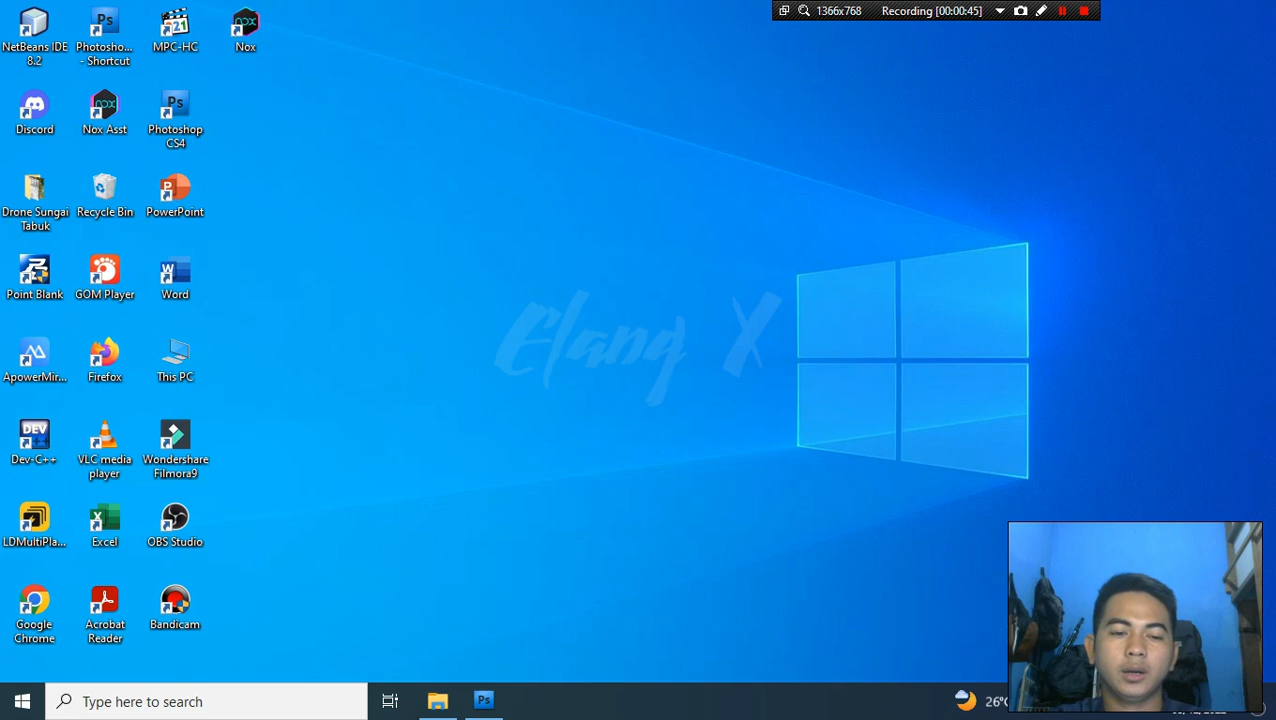 1366x768 Recording [00:00:45]
NetBeans IDE
8.2
Photosho...
- Shortcut
MPC-HC
Nox
Discord
Nox Asst
Photoshop
CS4
Drone Sungai
Tabuk
Recycle Bin
PowerPoint
Point Blank
GOM Player
Word
ApowerMir...
Firefox
This PC
Dev-C++
VLC media
player
Wondershare
Filmora9
LDMultiPla...
Excel
OBS Studio
Google
Chrome
Acrobat
Reader
Bandicam
Elang X
Type here to search
Ps
26°C